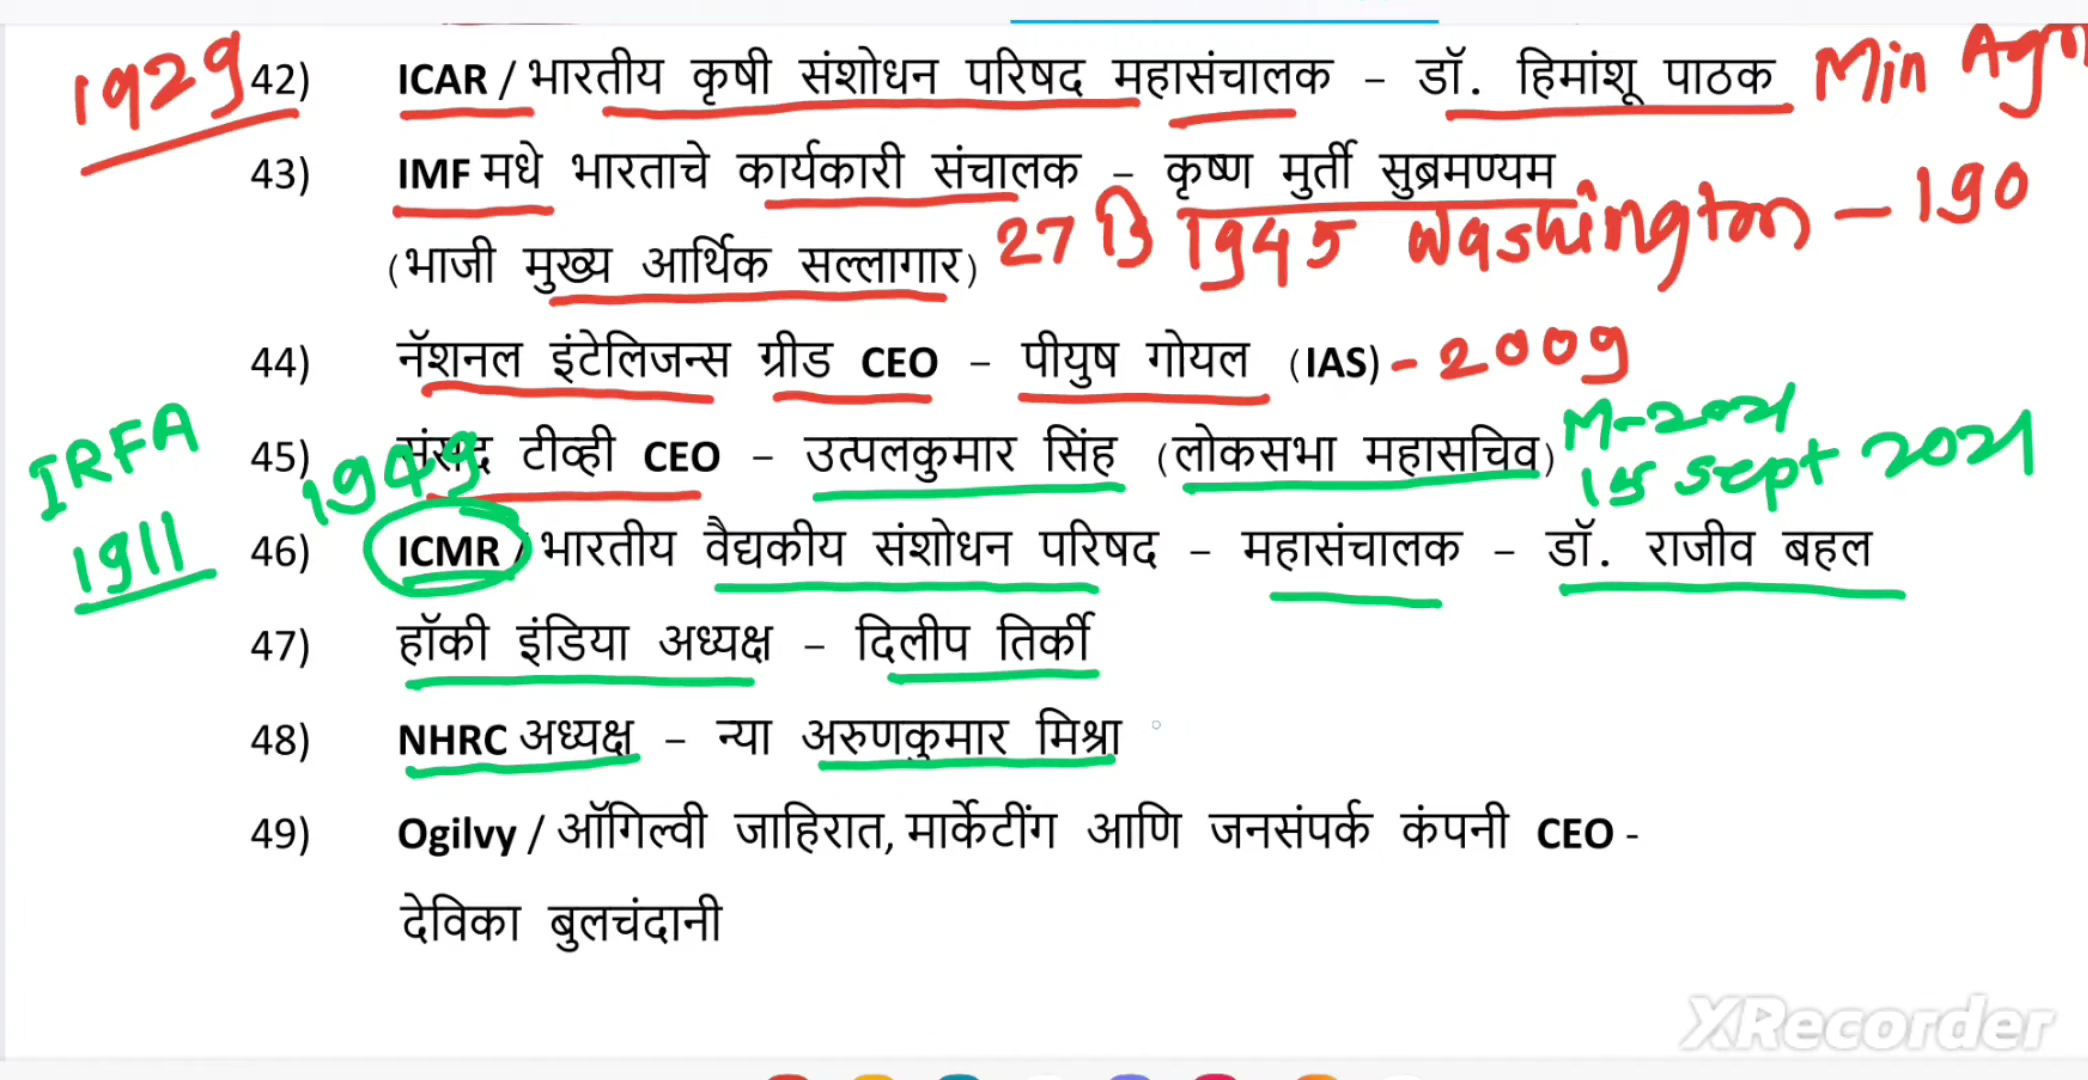 1929 42) ICAR / भारतीय कृषी संशोधन परिषद महासंचालक – डॉ. हिमांशू पाठक Min
43) IMF मधे भारताचे कार्यकारी संचालक – कृष्ण मुर्ती सुब्रमण्यम
(भाजी मुख्य आर्थिक सल्लागार) 27 D 1945 Washington – 190
44) नॅशनल इंटेलिजन्स ग्रीड CEO – पीयुष गोयल (IAS) - 2009
IRFA 45) संसद टीव्ही CEO – उत्पलकुमार सिंह (लोकसभा महासचिव) M-2021
1949 15 sept 2021
1911 46) ICMR / भारतीय वैद्यकीय संशोधन परिषद – महासंचालक – डॉ. राजीव बहल
47) हॉकी इंडिया अध्यक्ष – दिलीप तिर्की
48) NHRC अध्यक्ष – न्या अरुणकुमार मिश्रा
49) Ogilvy / ऑगिल्वी जाहिरात, मार्केटींग आणि जनसंपर्क कंपनी CEO -
देविका बुलचंदानी
XRecorder